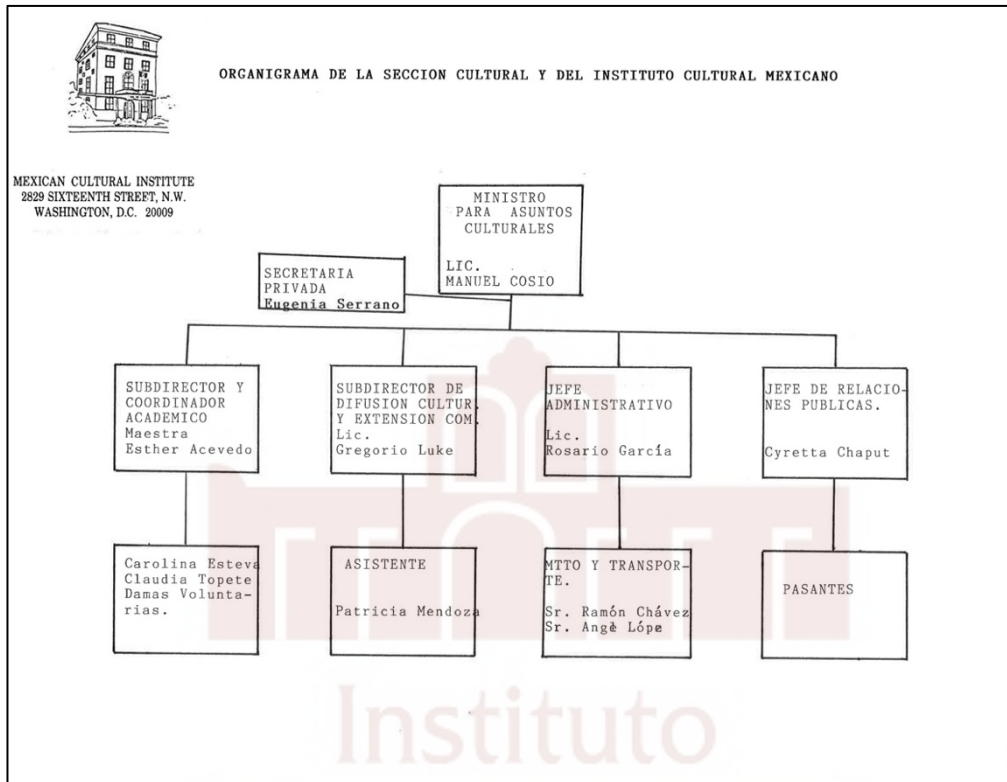 ORGANIGRAMA DE LA SECCION CULTURAL Y DEL INSTITUTO CULTURAL MEXICANO
MEXICAN CULTURAL INSTITUTE
2829 SIXTEENTH STREET, N.W.
WASHINGTON, D.C. 20009
MINISTRO
PARA ASUNTOS
CULTURALES
LIC.
MANUEL COSIO
SECRETARIA
PRIVADA
Eugenia Serrano
SUBDIRECTOR Y
COORDINADOR
ACADEMICO
Maestra
Esther Acevedo
SUBDIRECTOR DE
DIFUSION CULTUR.
Y EXTENSION COM.
Lic.
Gregorio Luke
JEFE
ADMINISTRATIVO
Lic.
Rosario García
JEFE DE RELACIO-
NES PUBLICAS.
Cyretta Chaput
Carolina Esteva
Claudia Topete
Damas Volunta-
rias.
ASISTENTE
Patricia Mendoza
MTTO Y TRANSPOR-
TE.
Sr. Ramón Chávez
Sr.
PASANTES
Instituto